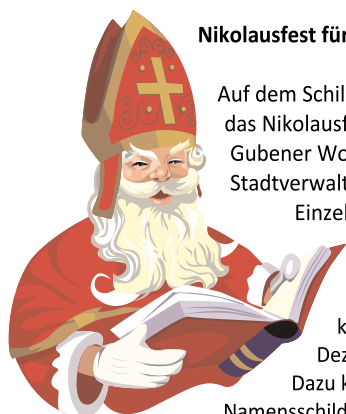 Nikolausfest für
Auf dem Schil
das Nikolausf
Gubener Wo
Stadtverwalt
Einzel
k
Dez
Dazu k
Namensschild